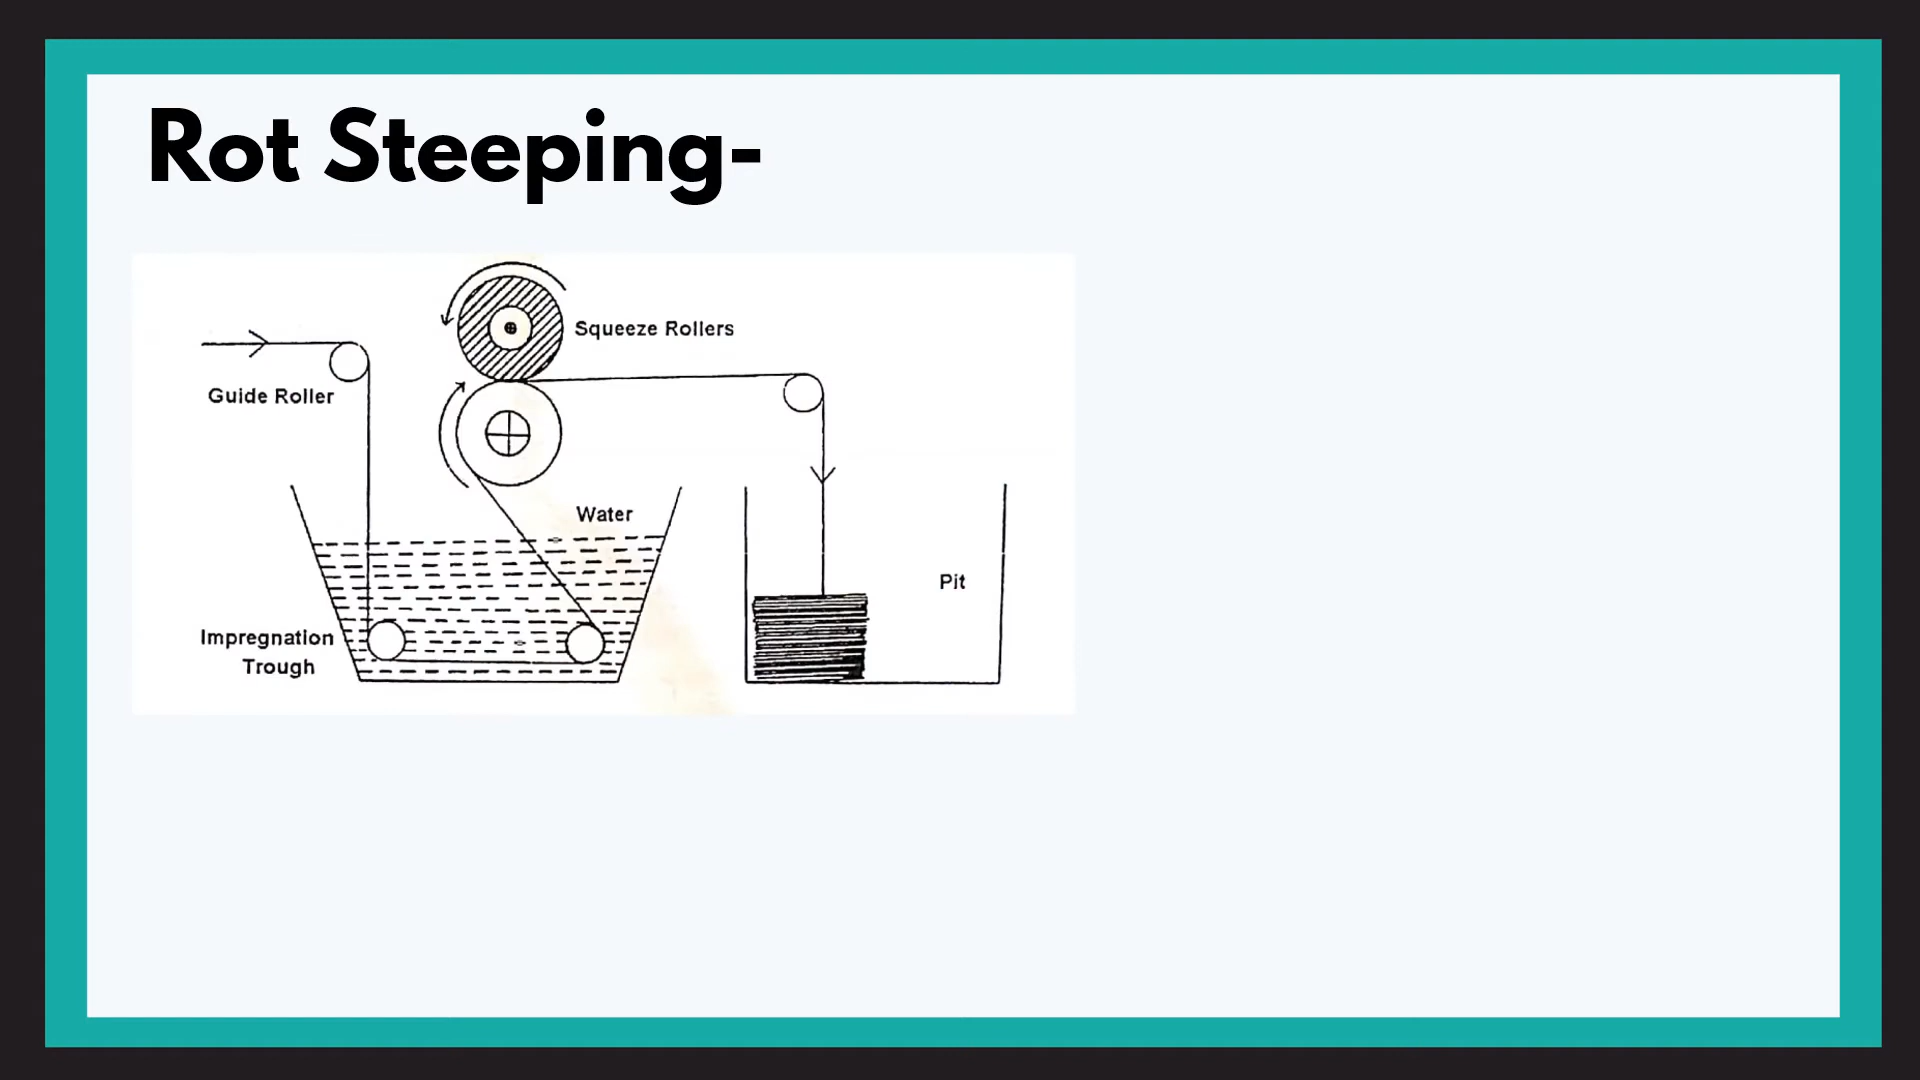 Rot Steeping-
Squeeze Rollers
Guide Roller
Water
Pit
Impregnation
Trough